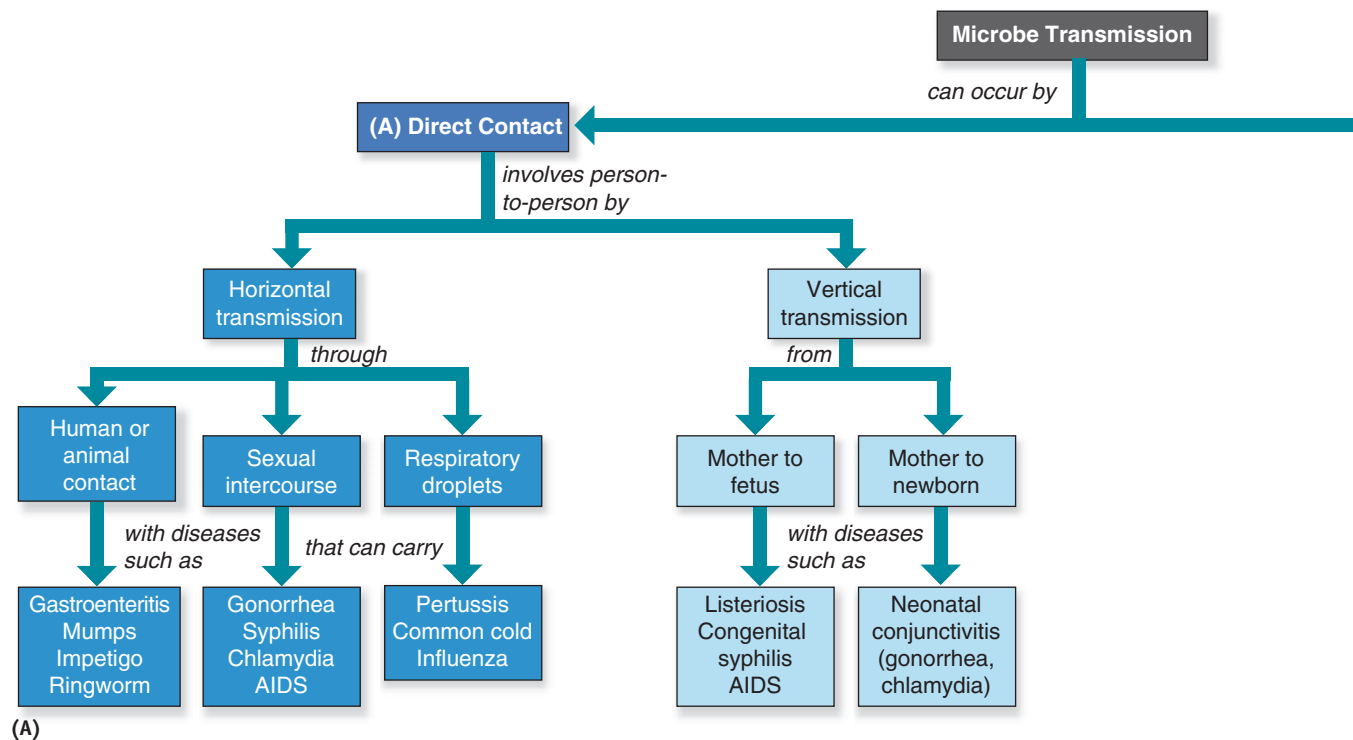 Microbe Transmission
can occur by
(A) Direct Contact
involves person-
to-person by
Horizontal
transmission
Vertical
transmission
through
from
Human or
animal
contact
Sexual
intercourse
Respiratory
droplets
Mother to
fetus
Mother to
newborn
with diseases
such as
that can carry
with diseases
such as
Gastroenteritis
Mumps
Impetigo
Ringworm
Gonorrhea
Syphilis
Chlamydia
AIDS
Pertussis
Common cold
Influenza
Listeriosis
Congenital
syphilis
AIDS
Neonatal
conjunctivitis
(gonorrhea,
chlamydia)
(A)